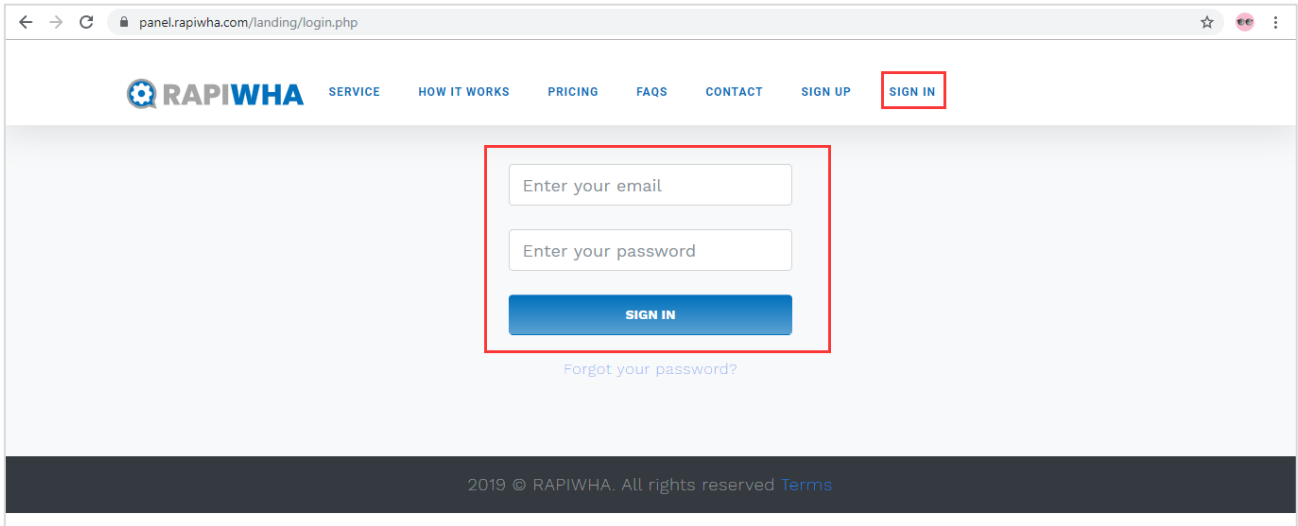 panel.rapiwha.com/landing/login.php
RAPIWHA SERVICE HOW IT WORKS PRICING FAQS CONTACT SIGN UP SIGN IN
Enter your email
Enter your password
SIGN IN
Forgot your password?
2019 © RAPIWHA. All rights reserved Terms